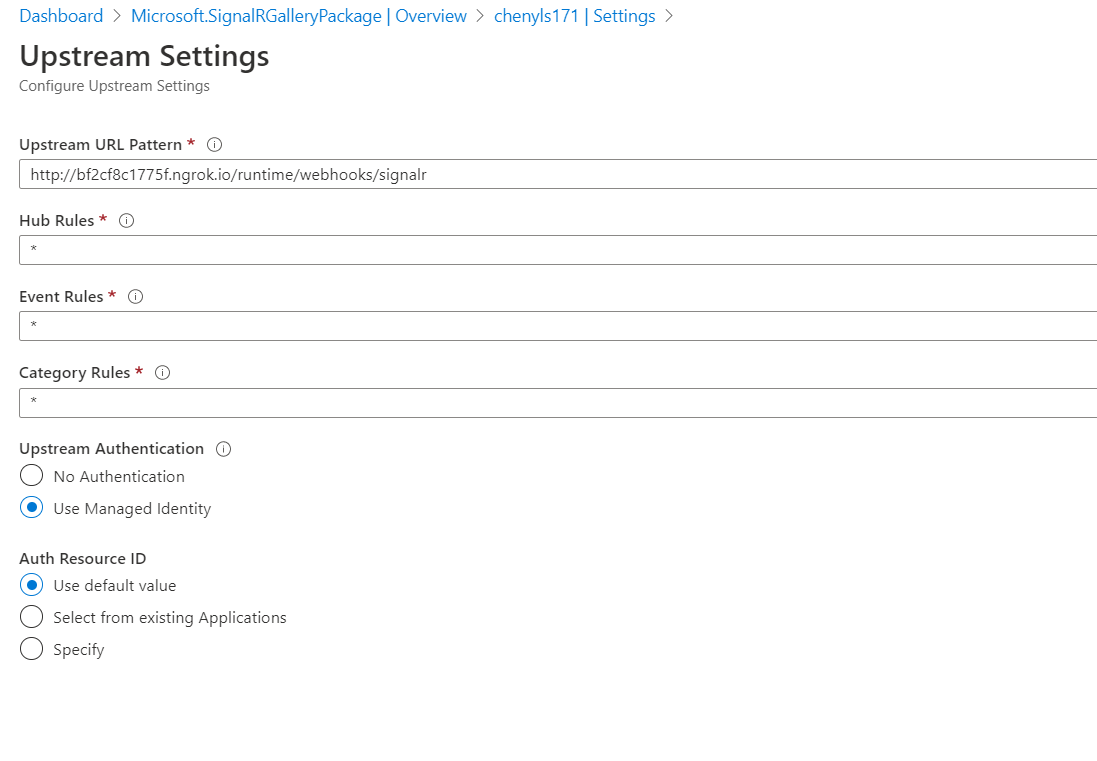 Dashboard > Microsoft.SignalRGalleryPackage | Overview > chenyls171 | Settings >
Upstream Settings
Configure Upstream Settings
Upstream URL Pattern *
http://bf2cf8c1775f.ngrok.io/runtime/webhooks/signalr
Hub Rules *
*
Event Rules *
*
Category Rules *
*
Upstream Authentication
No Authentication
Use Managed Identity
Auth Resource ID
Use default value
Select from existing Applications
Specify